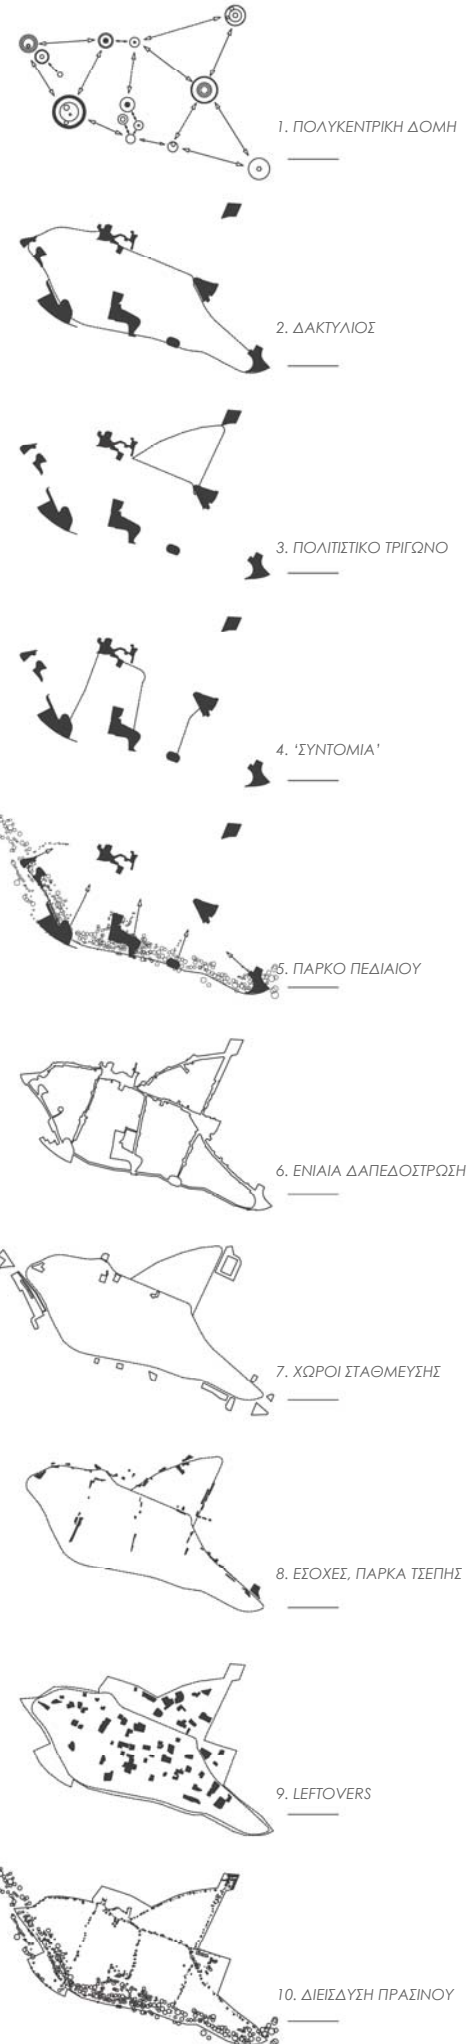 1. ΠΟΛΥΚΕΝΤΡΙΚΗ ΔΟΜΗ
2. ΔΑΚΤΥΛΙΟΣ
3. ΠΟΛΙΤΙΣΤΙΚΟ ΤΡΙΓΩΝΟ
4. ‘ΣΥΝΤΟΜΙΑ’
5. ΠΑΡΚΟ ΠΕΔΙΑΙΟΥ
6. ΕΝΙΑΙΑ ΔΑΠΕΔΟΣΤΡΩΣΗ
7. ΧΩΡΟΙ ΣΤΑΘΜΕΥΣΗΣ
8. ΕΣΟΧΕΣ, ΠΑΡΚΑ ΤΣΕΠΗΣ
9. LEFTOVERS
10. ΔΙΕΙΣΔΥΣΗ ΠΡΑΣΙΝΟΥ